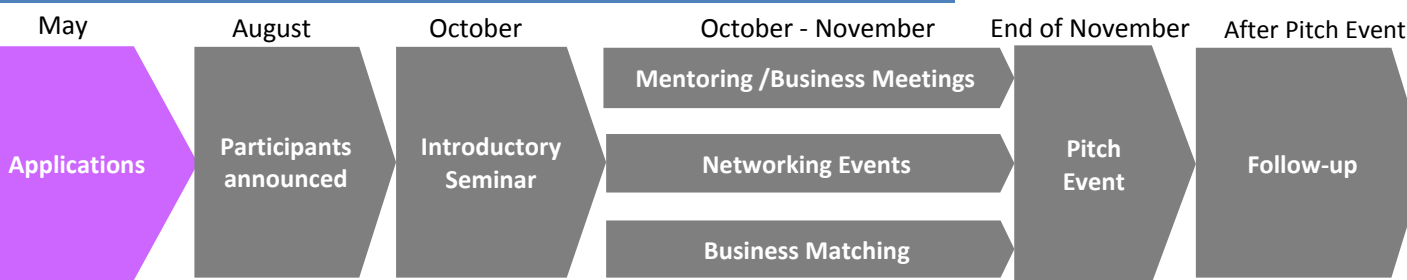 May
August
October
October - November
End of November
After Pitch Event
Applications
Participants
announced
Introductory
Seminar
Mentoring /Business Meetings
Networking Events
Business Matching
Pitch
Event
Follow-up